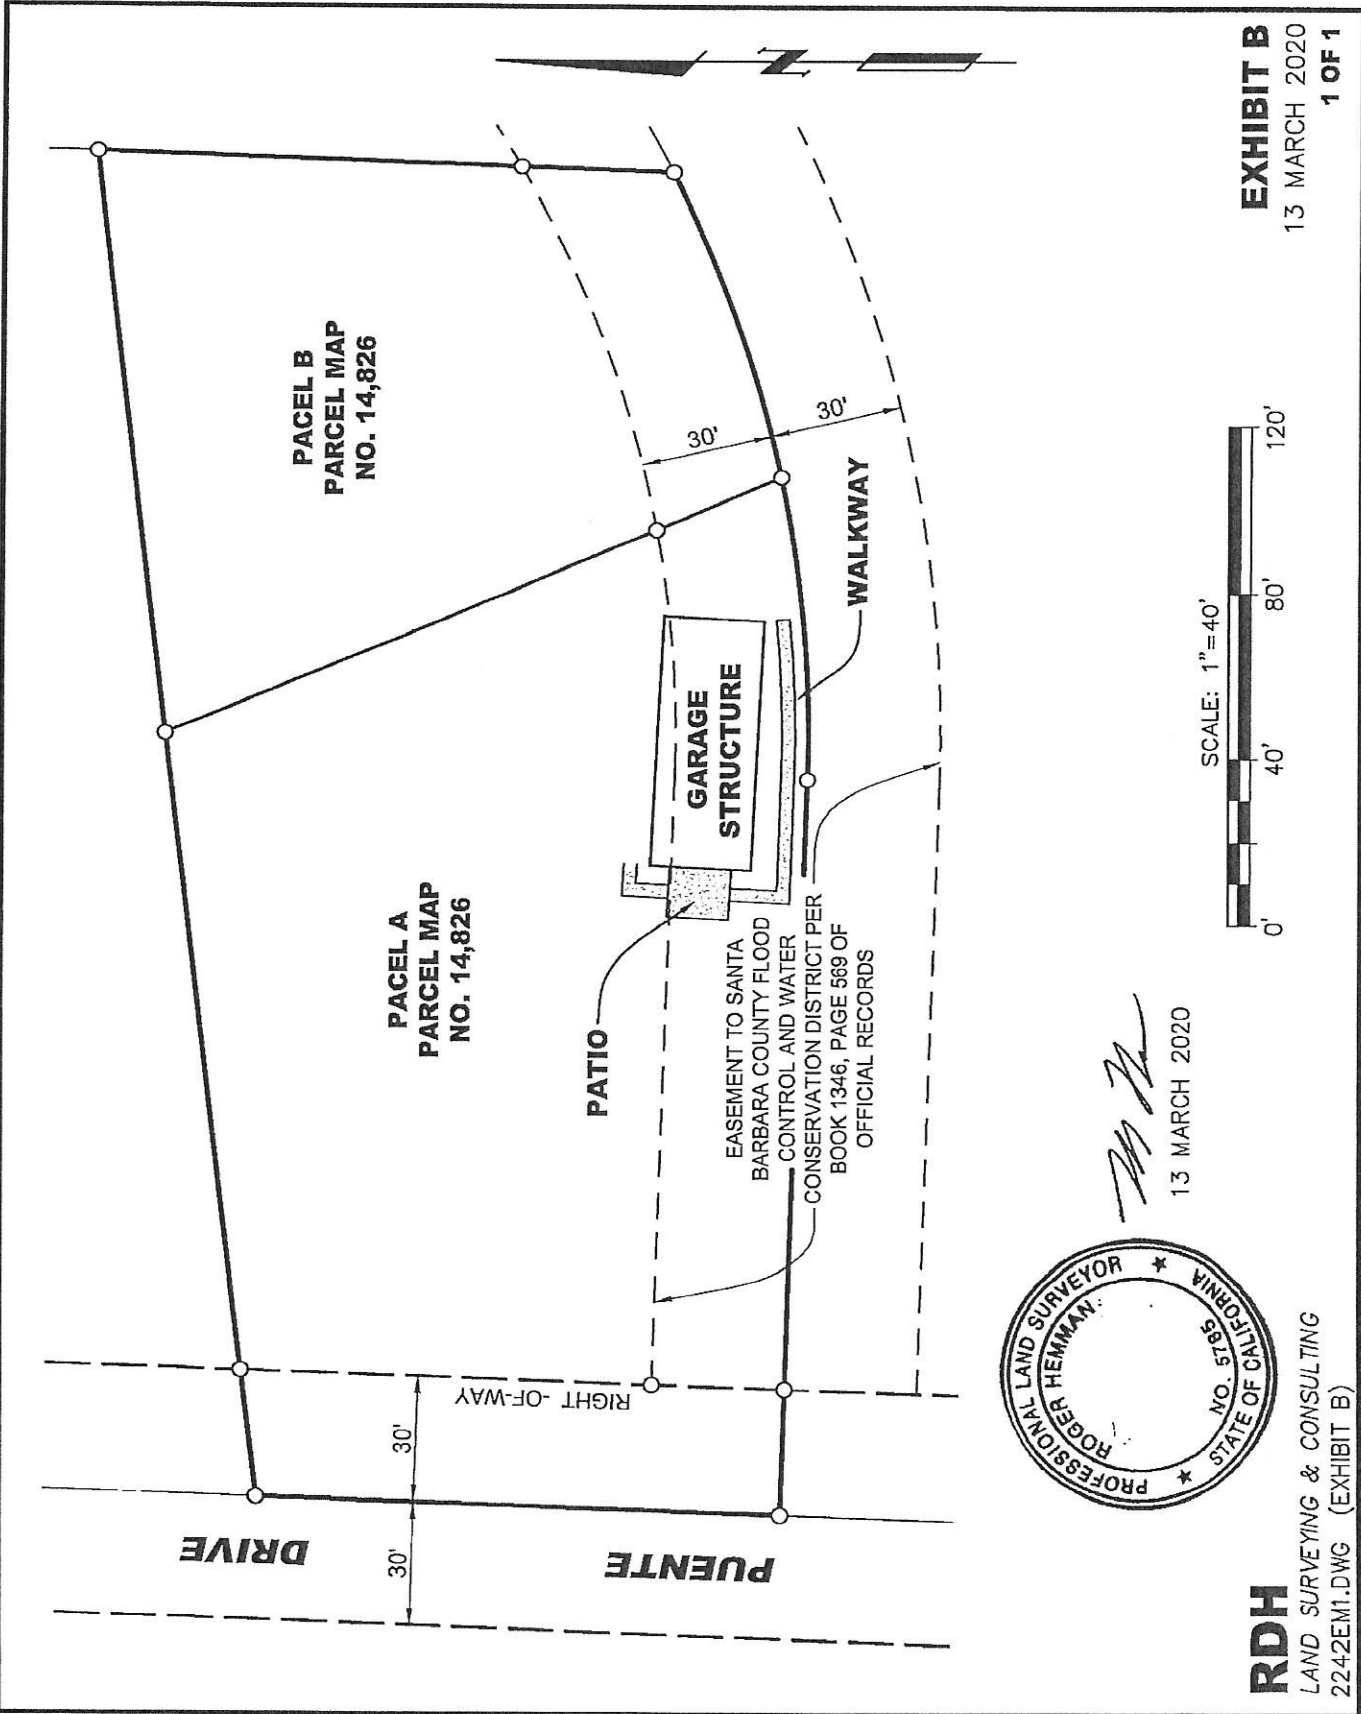 PACEL B
PARCEL MAP
NO. 14,826
PACEL A
PARCEL MAP
NO. 14,826
30'
30'
GARAGE
STRUCTURE
WALKWAY
PATIO
EASEMENT TO SANTA
BARBARA COUNTY FLOOD
CONTROL AND WATER
CONSERVATION DISTRICT PER
BOOK 1346, PAGE 569 OF
OFFICIAL RECORDS
RIGHT-OF-WAY
30'
30'
PUENTE DRIVE
N
SCALE: 1"=40'
0' 40' 80' 120'
PROFESSIONAL LAND SURVEYOR
ROGER HEMMAN
NO. 5785
STATE OF CALIFORNIA
13 MARCH 2020
RDH
LAND SURVEYING & CONSULTING
2242EM1.DWG (EXHIBIT B)
EXHIBIT B
13 MARCH 2020
1 OF 1